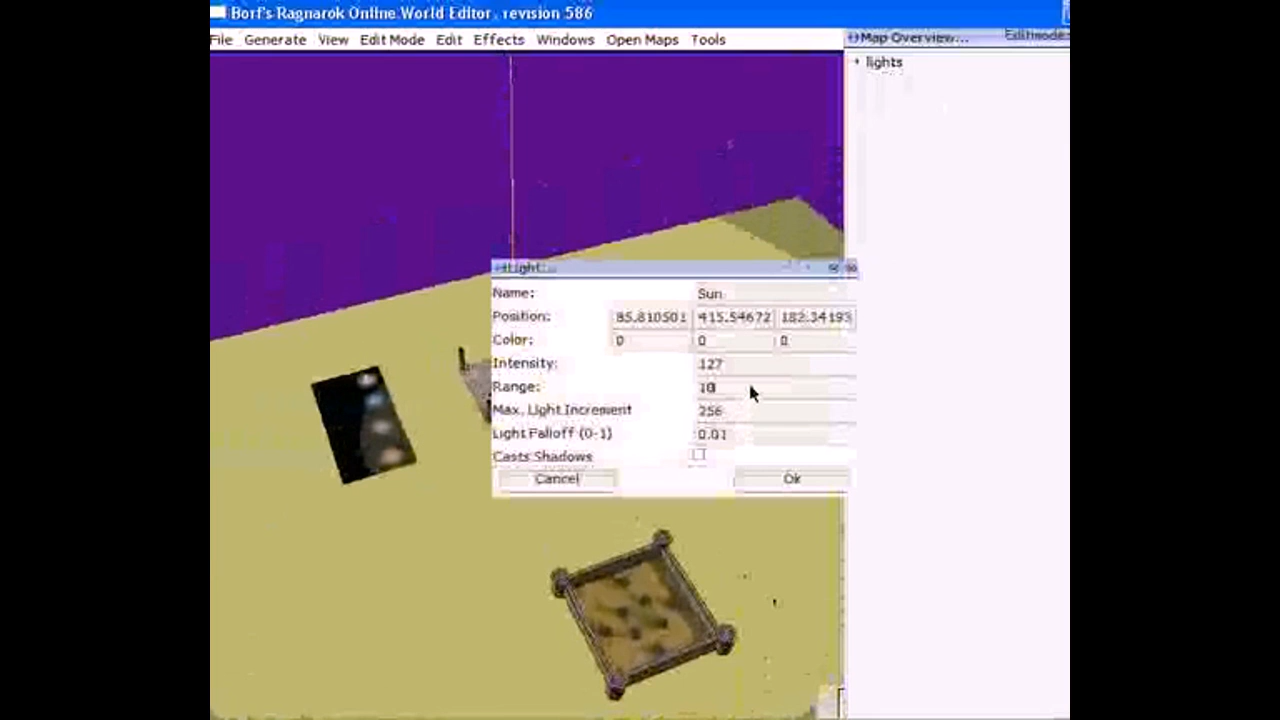 Borf's Ragnarok Online World Editor, revision 586
File Generate View Edit Mode Edit Effects Windows Open Maps Tools
Map Overview... Editmode:
lights
Light...
Name: Sun
Position: 85.810501 415.54672 182.34193
Color: 0 0 0
Intensity: 127
Range: 10
Max. Light Increment 256
Light Falloff (0-1) 0.01
Casts Shadows
Cancel Ok